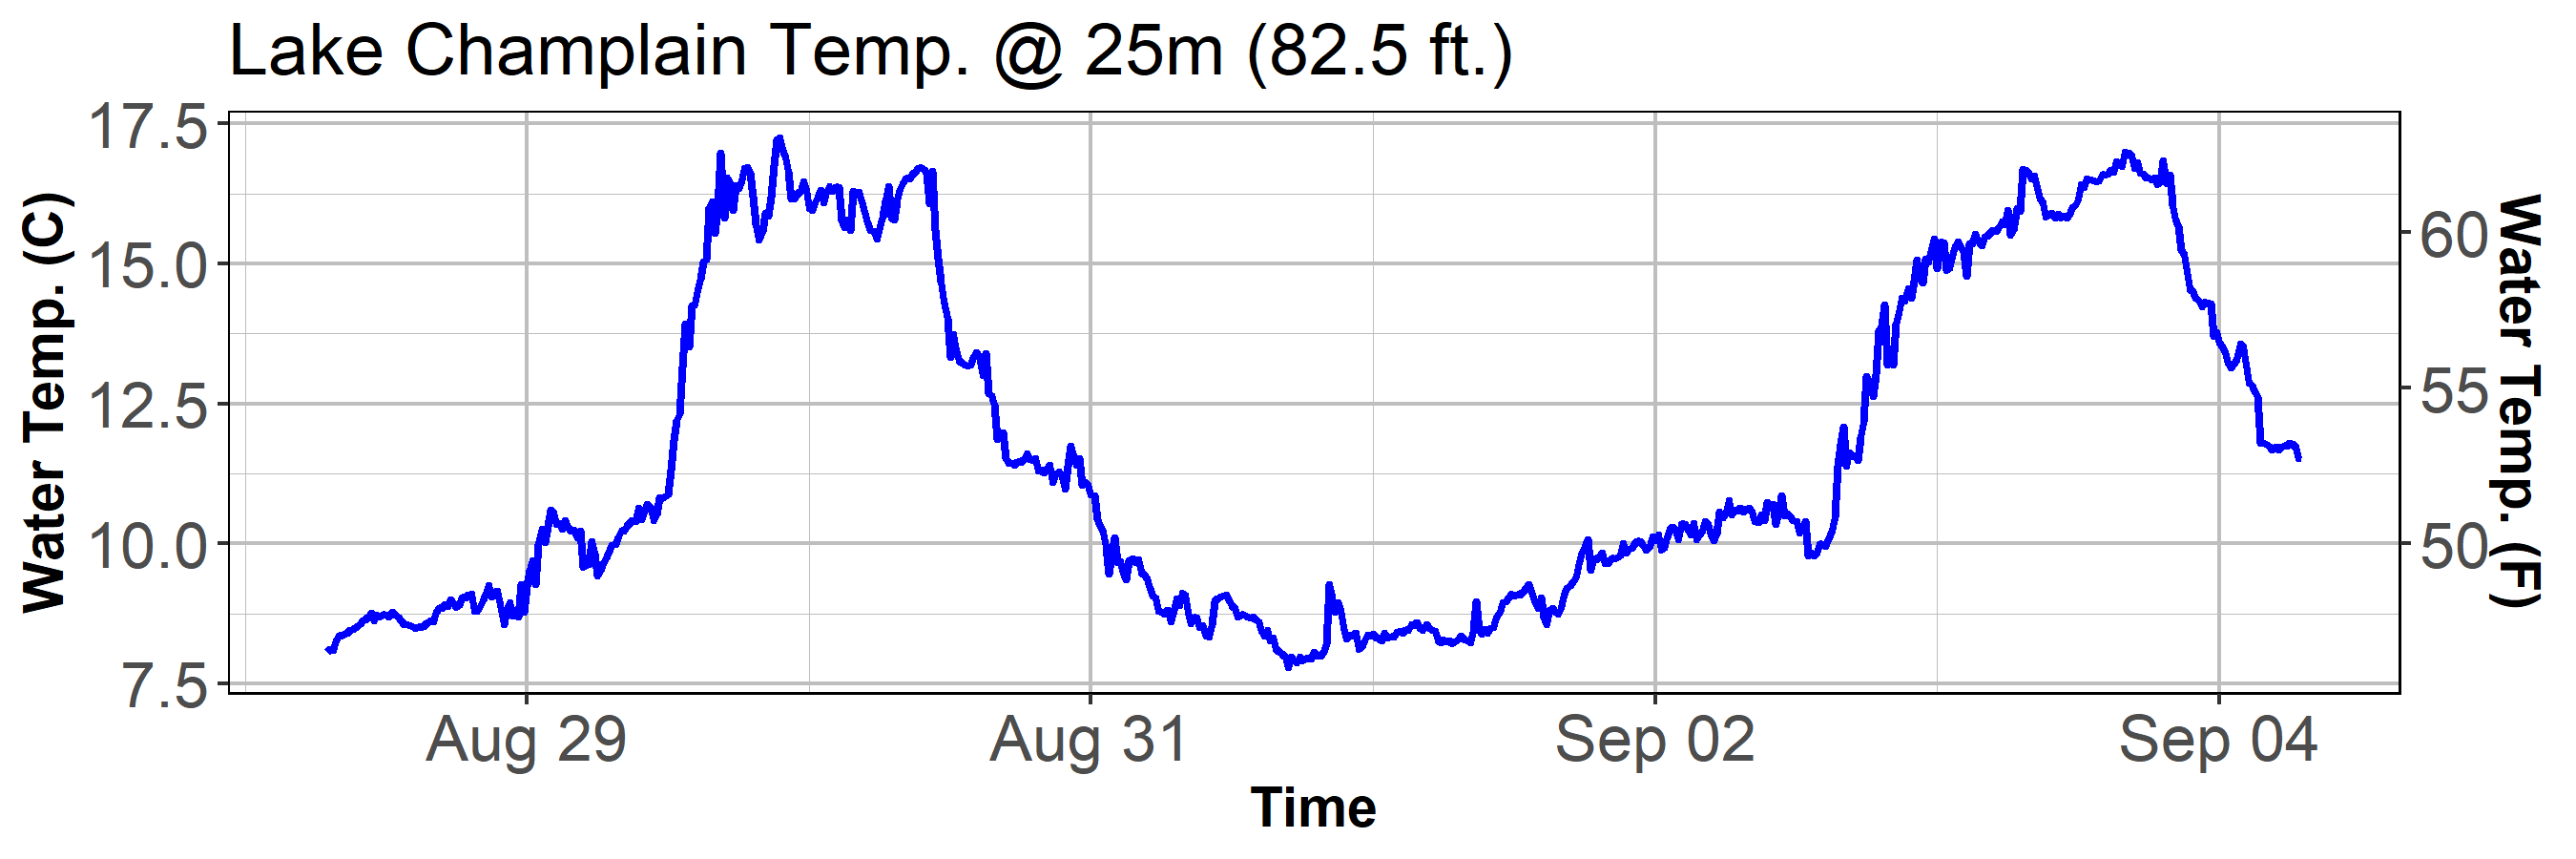 Lake Champlain Temp. @ 25m (82.5 ft.)
Water Temp. (C)
17.5
15.0
12.5
10.0
7.5
60
55
50
Water Temp. (F)
Aug 29
Aug 31
Sep 02
Sep 04
Time